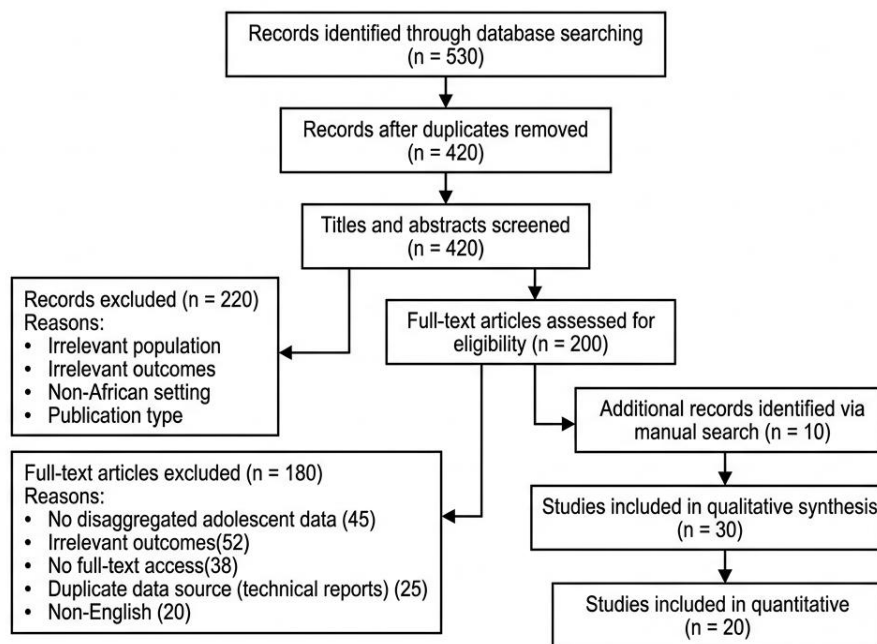 Records identified through database searching
(n = 530)
Records after duplicates removed
(n = 420)
Titles and abstracts screened
(n = 420)
Records excluded (n = 220)
Reasons:
• Irrelevant population
• Irrelevant outcomes
• Non-African setting
• Publication type
Full-text articles assessed for
eligibility (n = 200)
Additional records identified via
manual search (n = 10)
Full-text articles excluded (n = 180)
Reasons:
• No disaggregated adolescent data (45)
• Irrelevant outcomes(52)
• No full-text access(38)
• Duplicate data source (technical reports) (25)
• Non-English (20)
Studies included in qualitative synthesis
(n = 30)
Studies included in quantitative
(n = 20)